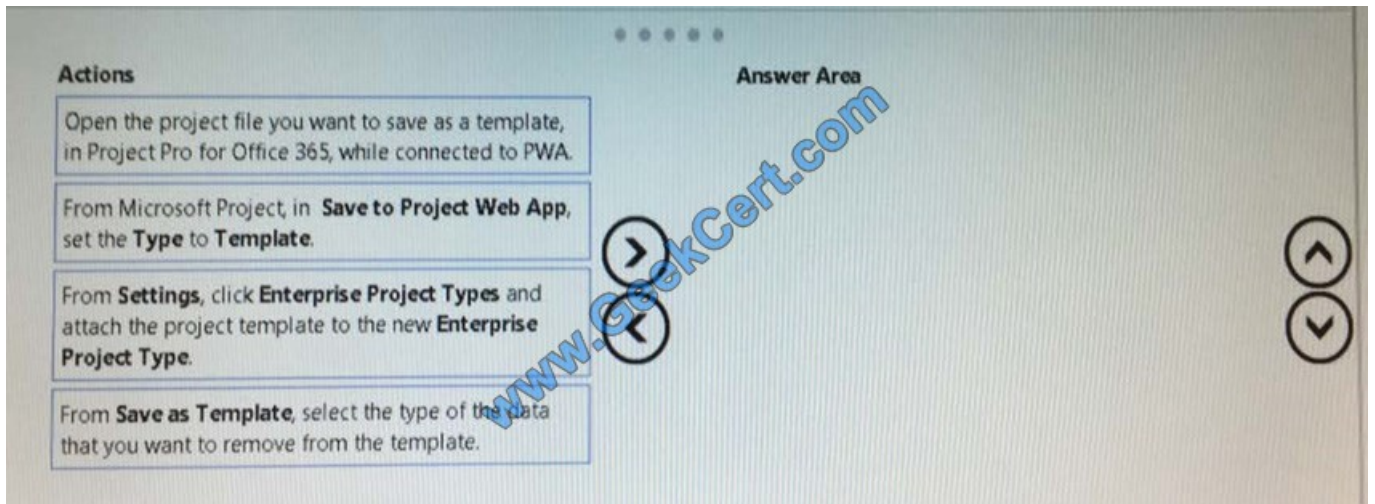 Actions
Answer Area
Open the project file you want to save as a template,
in Project Pro for Office 365, while connected to PWA.
From Microsoft Project, in Save to Project Web App,
set the Type to Template.
From Settings, click Enterprise Project Types and
attach the project template to the new Enterprise
Project Type.
From Save as Template, select the type of the data
that you want to remove from the template.
www.GeekCert.com